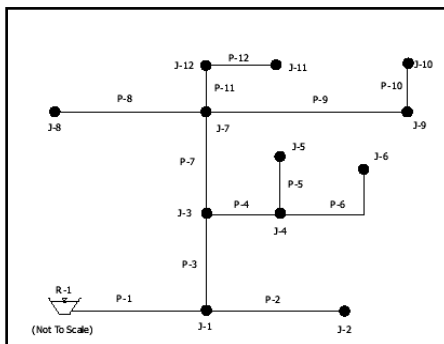 P-12
J-12
J-11
J-10
P-11
P-10
P-8
P-9
J-8
J-7
J-9
J-5
J-6
P-7
P-5
P-4
P-6
J-3
J-4
P-3
R-1
P-1
P-2
(Not To Scale)
J-1
J-2